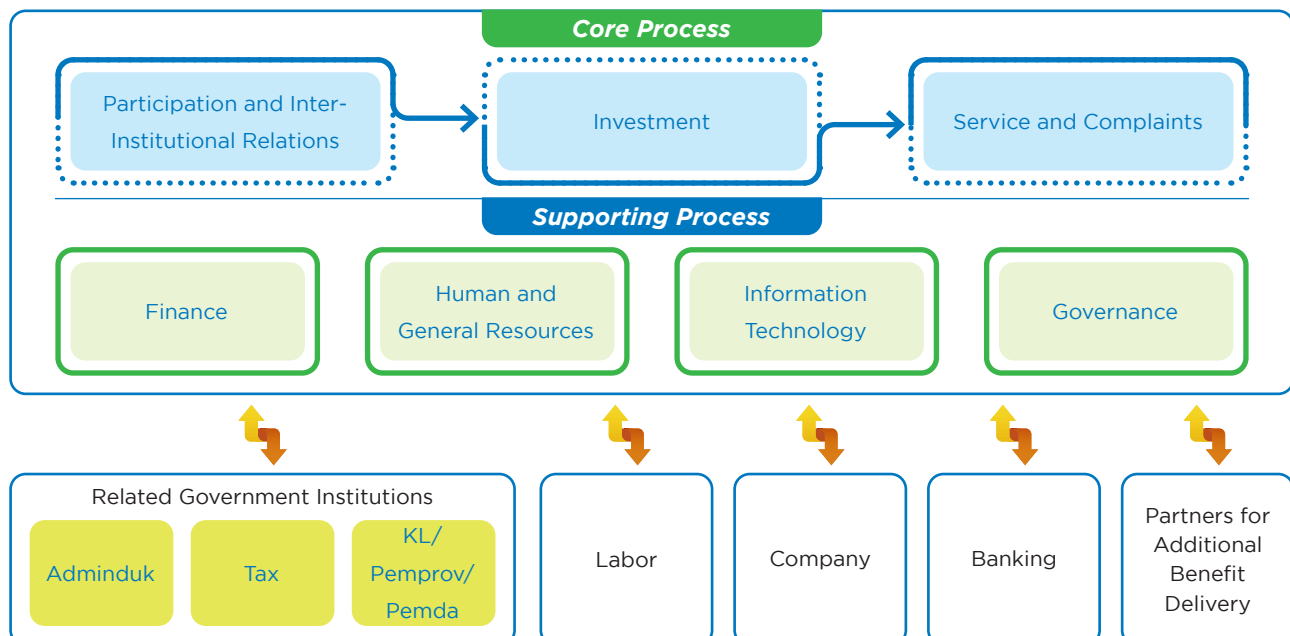 Core Process
Participation and Inter-
Institutional Relations
Investment
Service and Complaints
Supporting Process
Finance
Human and
General Resources
Information
Technology
Governance
Related Government Institutions
Adminduk
Tax
KL/
Pemprov/
Pemda
Labor
Company
Banking
Partners for
Additional
Benefit
Delivery